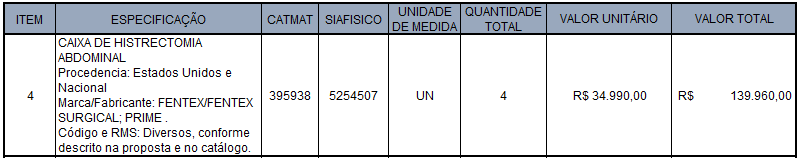 ITEM ESPECIFICAÇÃO CATMAT SIAFISICO UNIDADE DE MEDIDA QUANTIDADE TOTAL VALOR UNITÁRIO VALOR TOTAL
CAIXA DE HISTRECTOMIA
ABDOMINAL
Procedencia: Estados Unidos e
Nacional
4 Marca/Fabricante: FENTEX/FENTEX 395938 5254507 UN 4 R$ 34.990,00 R$ 139.960,00
SURGICAL; PRIME .
Código e RMS: Diversos, conforme
descrito na proposta e no catálogo.